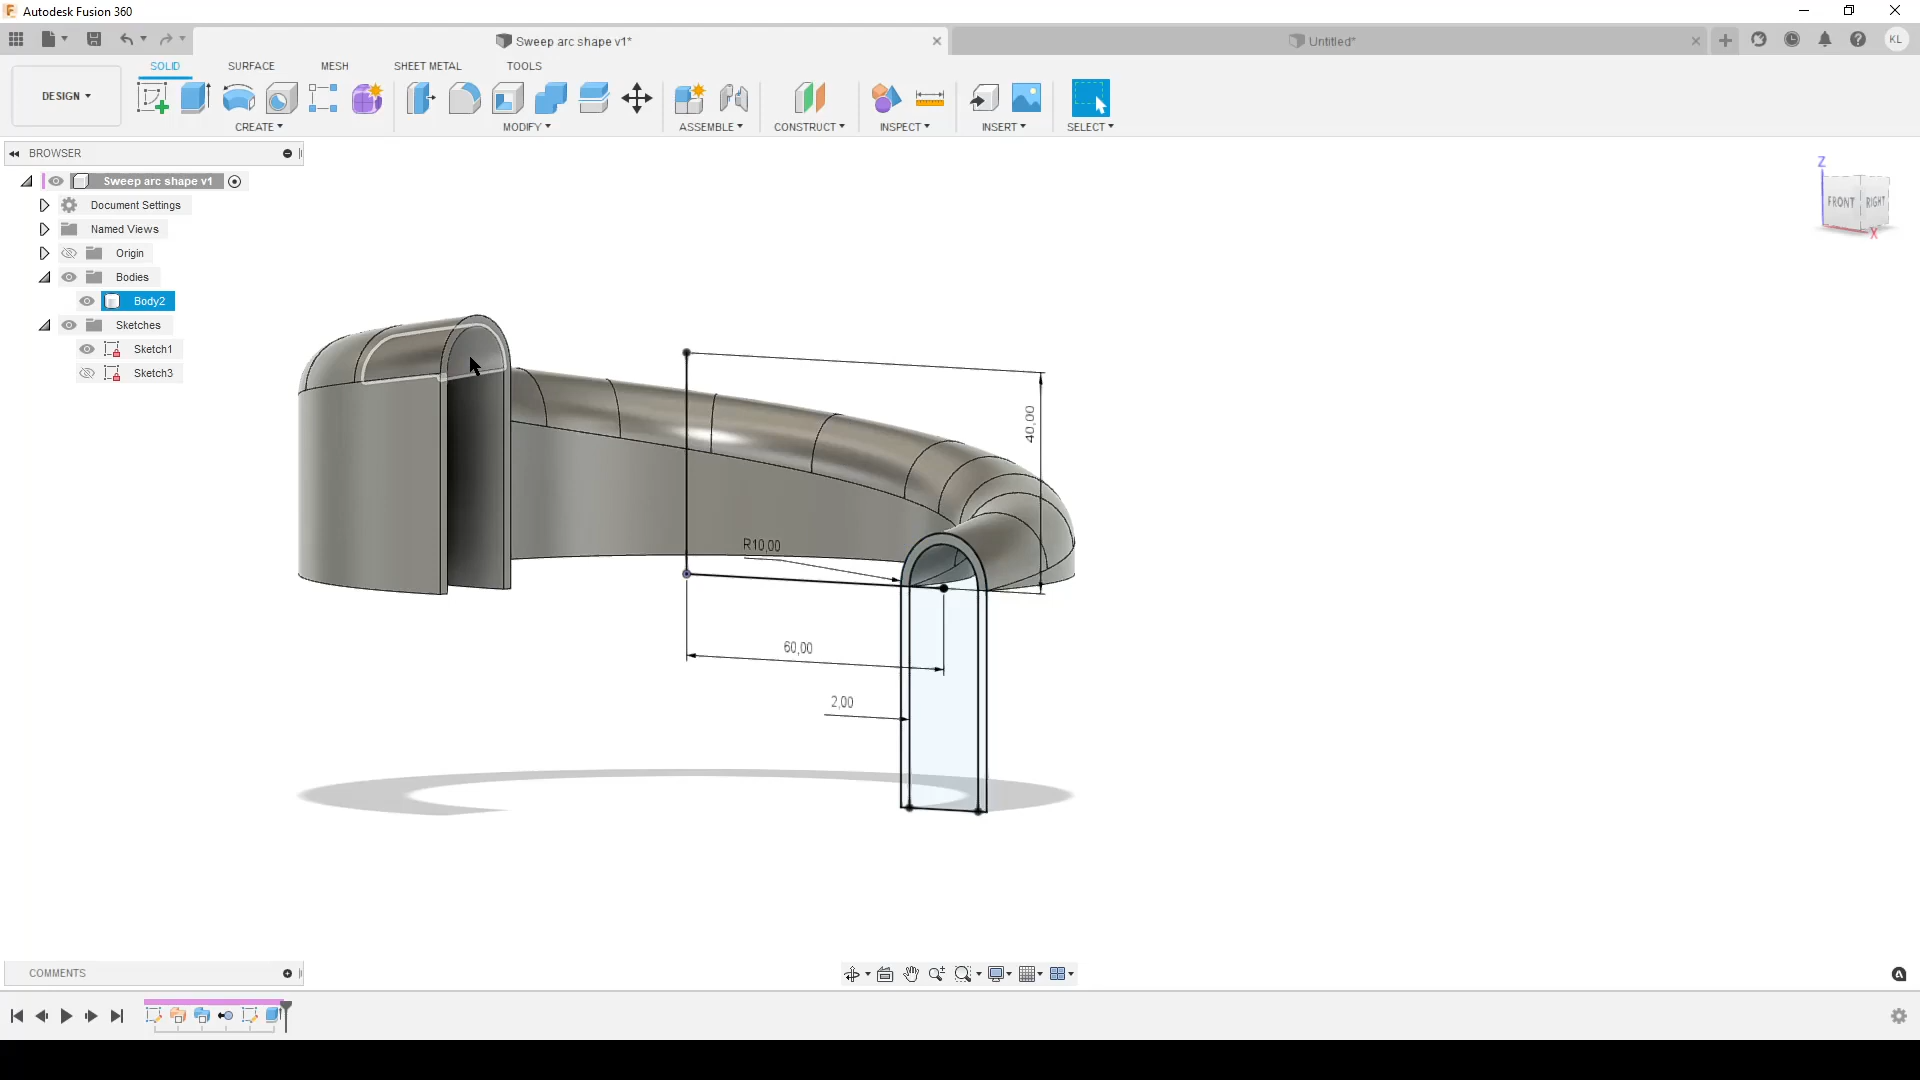 Autodesk Fusion 360
Sweep arc shape v1*
Untitled*
KL
DESIGN
SOLID
SURFACE
MESH
SHEET METAL
TOOLS
CREATE
MODIFY
ASSEMBLE
CONSTRUCT
INSPECT
INSERT
SELECT
BROWSER
Sweep arc shape v1
Document Settings
Named Views
Origin
Bodies
Body2
Sketches
Sketch1
Sketch3
Z
FRONT
RIGHT
X
40,00
R10,00
60,00
2,00
COMMENTS